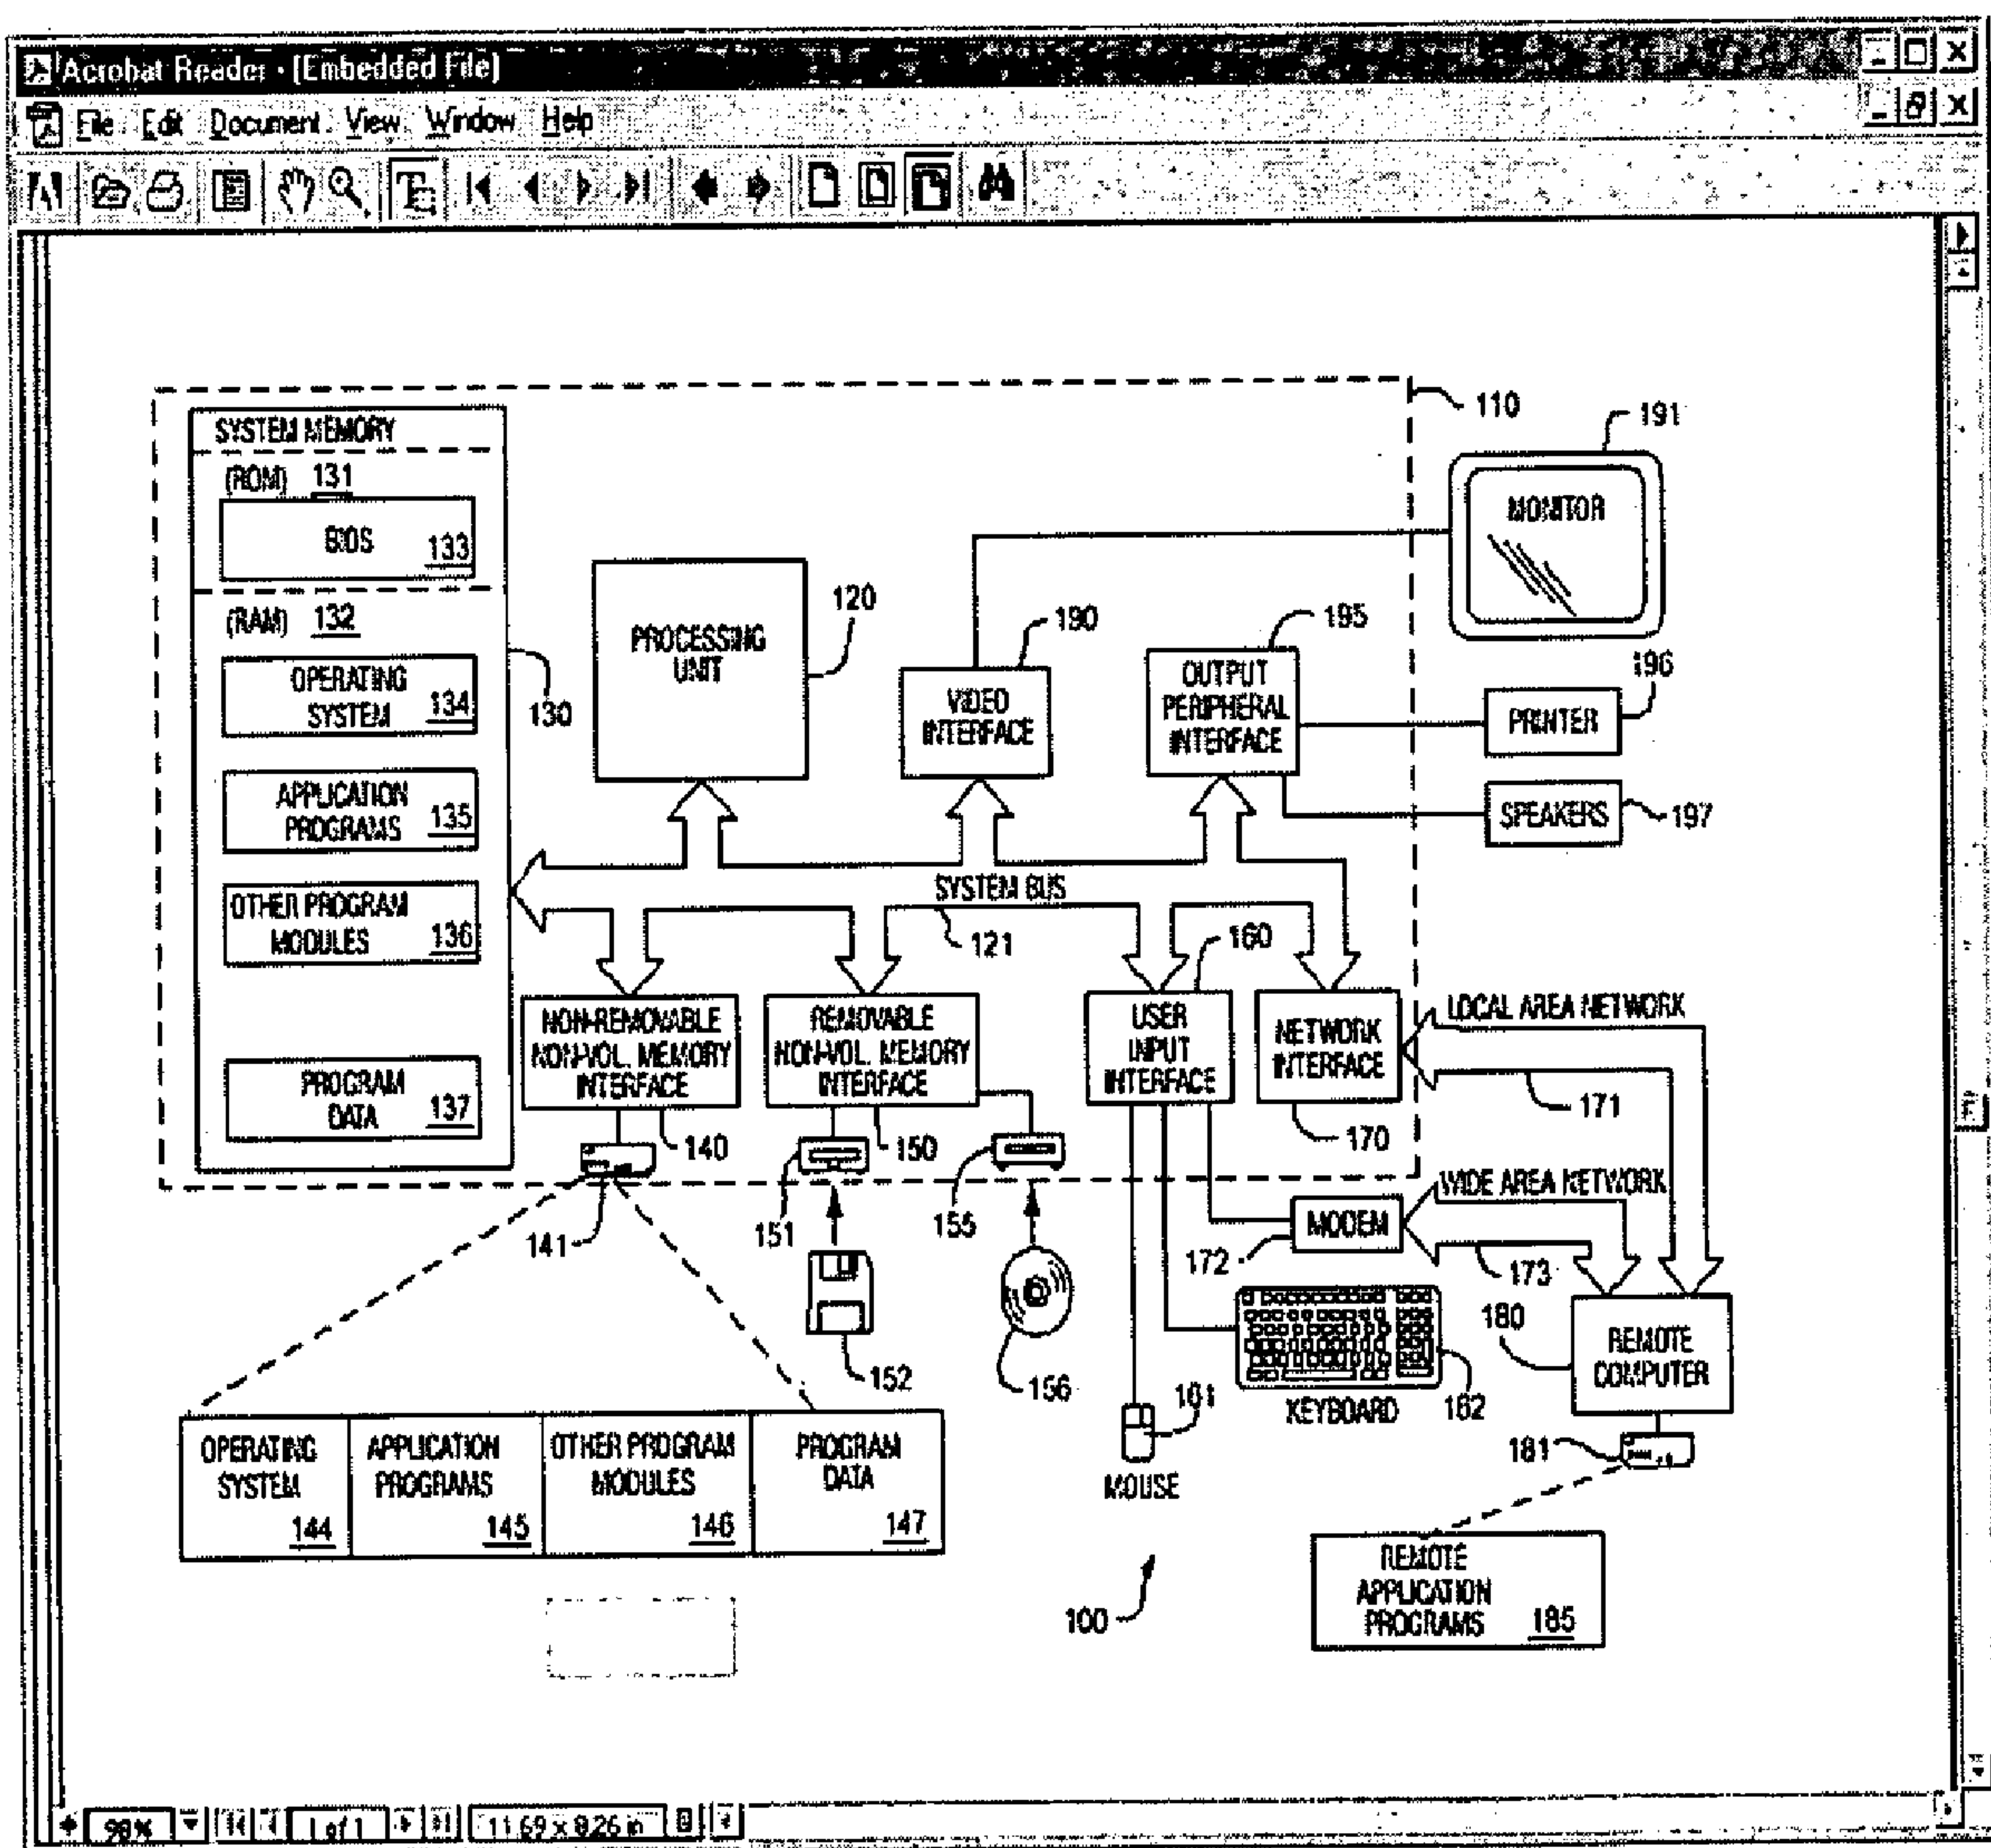 Acrobat Reader - [Embedded File]
File Edit Document View Window Help
110
191
SYSTEM MEMORY
(ROM) 131
BIOS 133
MONITOR
(RAM) 132
120
190
195
PROCESSING
UNIT
OPERATING
SYSTEM 134
130
VIDEO
INTERFACE
OUTPUT
PERIPHERAL
INTERFACE
196
PRINTER
APPLICATION
PROGRAMS 135
SPEAKERS 197
SYSTEM BUS
OTHER PROGRAM
MODULES 136
121
160
NON-REMOVABLE
NON-VOL. MEMORY
INTERFACE
REMOVABLE
NON-VOL. MEMORY
INTERFACE
USER
INPUT
INTERFACE
NETWORK
INTERFACE
LOCAL AREA NETWORK
PROGRAM
DATA 137
171
140
150
170
WIDE AREA NETWORK
141
151
155
MODEM
172
173
180
REMOTE
COMPUTER
152
156
161
KEYBOARD
162
MOUSE
181
OPERATING
SYSTEM
144
APPLICATION
PROGRAMS
145
OTHER PROGRAM
MODULES
146
PROGRAM
DATA
147
100
REMOTE
APPLICATION
PROGRAMS 185
98% 1 of 1 11.69 x 8.26 in